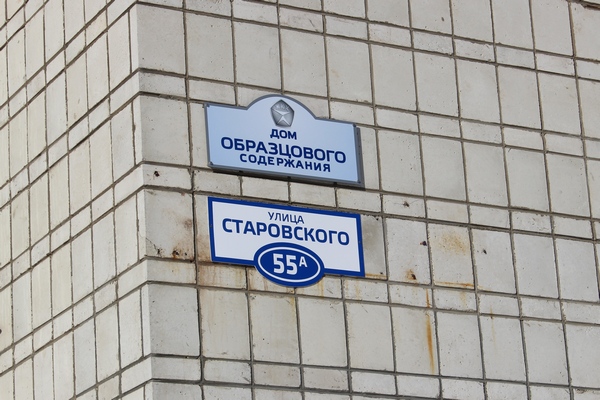 ДОМ
ОБРАЗЦОВОГО
СОДЕРЖАНИЯ
УЛИЦА
СТАРОВСКОГО
55А